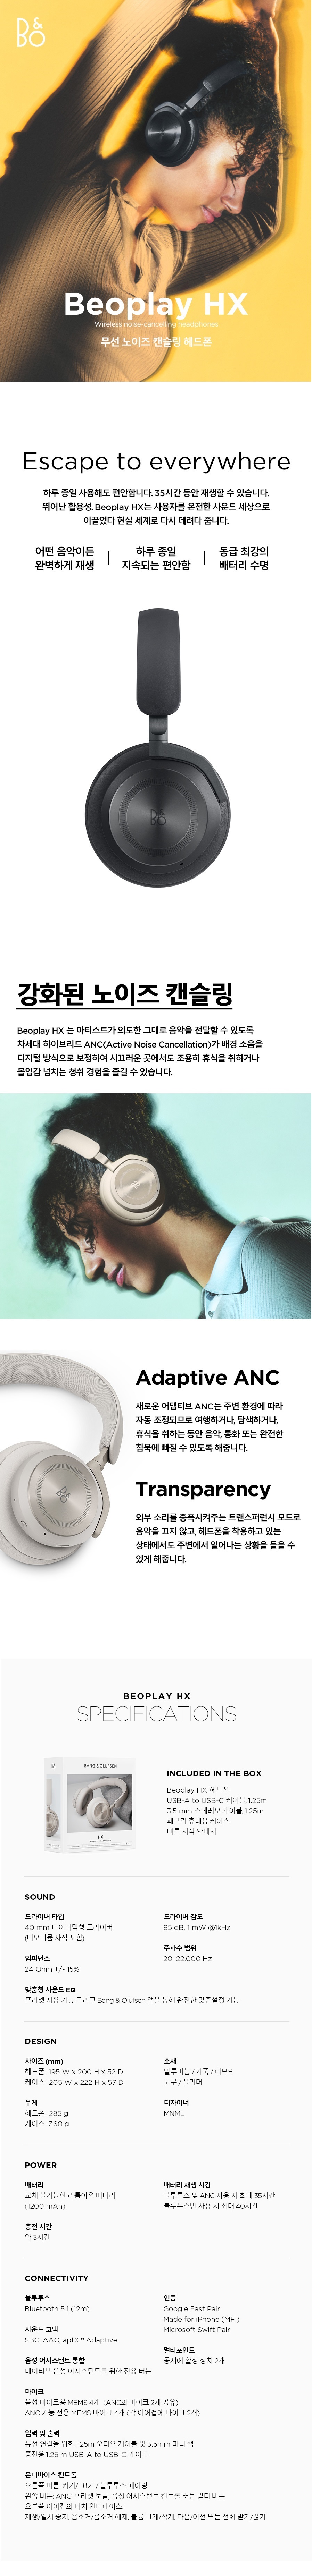 B&O
Beoplay HX
Wireless noise-cancelling headphones
무선 노이즈 캔슬링 헤드폰
Escape to everywhere
하루 종일 사용해도 편안합니다. 35시간 동안 재생할 수 있습니다.
뛰어난 활용성. Beoplay HX는 사용자를 온전한 사운드 세상으로
이끌었다 현실 세계로 다시 데려다 줍니다.
어떤 음악이든
완벽하게 재생
하루 종일
지속되는 편안함
동급 최강의
배터리 수명
강화된 노이즈 캔슬링
Beoplay HX 는 아티스트가 의도한 그대로 음악을 전달할 수 있도록
차세대 하이브리드 ANC(Active Noise Cancellation)가 배경 소음을
디지털 방식으로 보정하여 시끄러운 곳에서도 조용히 휴식을 취하거나
몰입감 넘치는 청취 경험을 즐길 수 있습니다.
Adaptive ANC
새로운 어댑티브 ANC는 주변 환경에 따라
자동 조정되므로 여행하거나, 탐색하거나,
휴식을 취하는 동안 음악, 통화 또는 완전한
침묵에 빠질 수 있도록 해줍니다.
Transparency
외부 소리를 증폭시켜주는 트랜스퍼런시 모드로
음악을 끄지 않고, 헤드폰을 착용하고 있는
상태에서도 주변에서 일어나는 상황을 들을 수
있게 해줍니다.
BEOPLAY HX
SPECIFICATIONS
BANG & OLUFSEN
HX
INCLUDED IN THE BOX
Beoplay HX 헤드폰
USB-A to USB-C 케이블, 1.25m
3.5 mm 스테레오 케이블, 1.25m
패브릭 휴대용 케이스
빠른 시작 안내서
SOUND
드라이버 타입
40 mm 다이내믹형 드라이버
(네오디뮴 자석 포함)
드라이버 감도
95 dB, 1 mW @1kHz
임피던스
24 Ohm +/- 15%
주파수 범위
20–22,000 Hz
맞춤형 사운드 EQ
프리셋 사용 가능 그리고 Bang & Olufsen 앱을 통해 완전한 맞춤설정 가능
DESIGN
사이즈 (mm)
헤드폰 : 195 W x 200 H x 52 D
케이스 : 205 W x 222 H x 57 D
소재
알루미늄 / 가죽 / 패브릭
고무 / 폴리머
무게
헤드폰 : 285 g
케이스 : 360 g
디자이너
MNML
POWER
배터리
교체 불가능한 리튬이온 배터리
(1200 mAh)
배터리 재생 시간
블루투스 및 ANC 사용 시 최대 35시간
블루투스만 사용 시 최대 40시간
충전 시간
약 3시간
CONNECTIVITY
블루투스
Bluetooth 5.1 (12m)
인증
Google Fast Pair
Made for iPhone (MFi)
Microsoft Swift Pair
사운드 코덱
SBC, AAC, aptX™ Adaptive
멀티포인트
동시에 활성 장치 2개
음성 어시스턴트 통합
네이티브 음성 어시스턴트를 위한 전용 버튼
마이크
음성 마이크용 MEMS 4개 (ANC와 마이크 2개 공유)
ANC 기능 전용 MEMS 마이크 4개 (각 이어컵에 마이크 2개)
입력 및 출력
유선 연결을 위한 1.25m 오디오 케이블 및 3.5mm 미니 잭
충전용 1.25 m USB-A to USB-C 케이블
온디바이스 컨트롤
오른쪽 버튼: 켜기/ 끄기 / 블루투스 페어링
왼쪽 버튼: ANC 프리셋 토글, 음성 어시스턴트 컨트롤 또는 멀티 버튼
오른쪽 이어컵의 터치 인터페이스:
재생/일시 중지, 음소거/음소거 해제, 볼륨 크게/작게, 다음/이전 또는 전화 받기/끊기